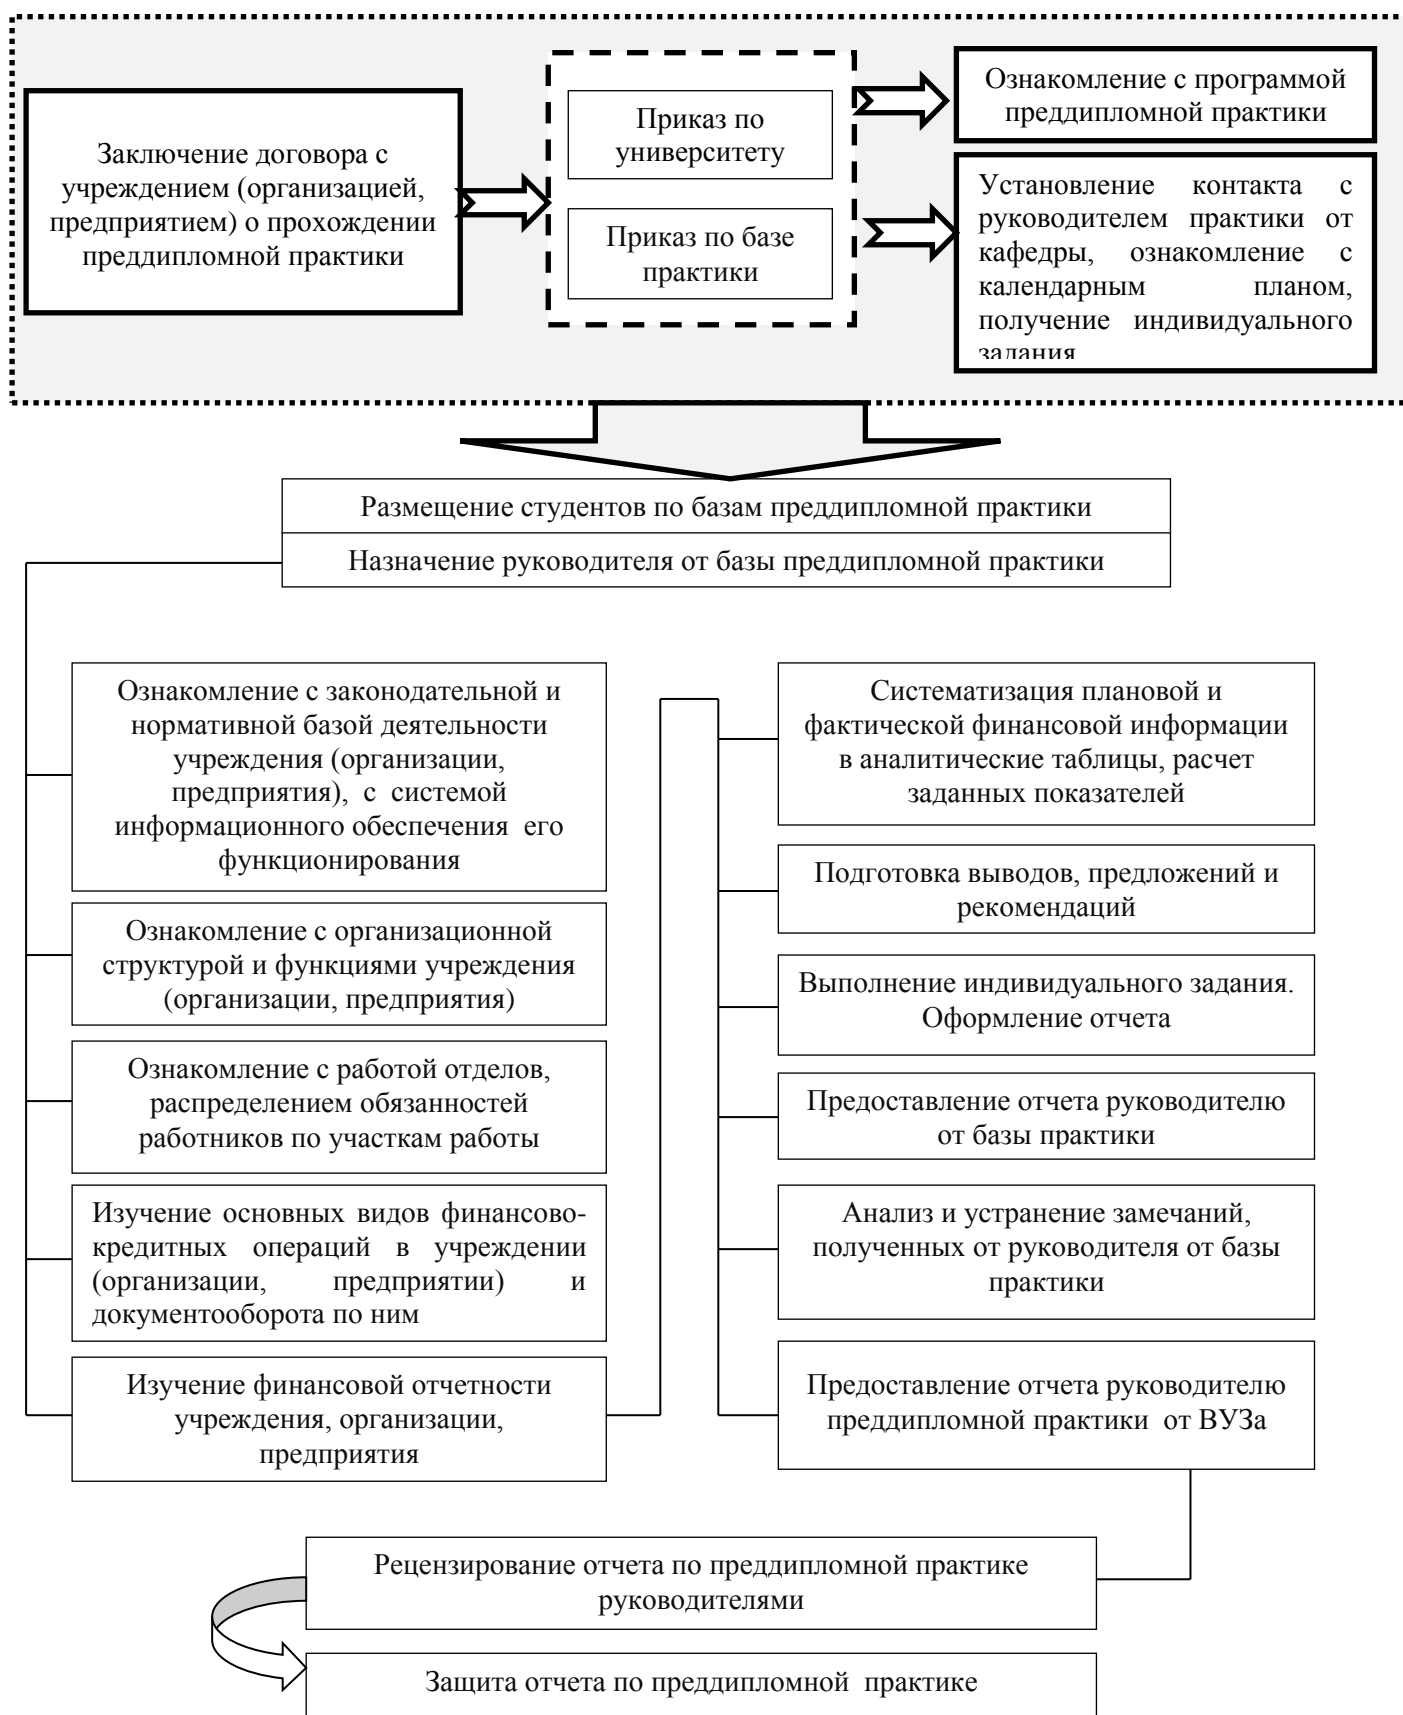 Заключение договора с
учреждением (организацией,
предприятием) о прохождении
преддипломной практики
Приказ по
университету
Приказ по базе
практики
Ознакомление с программой
преддипломной практики
Установление контакта с
руководителем практики от
кафедры, ознакомление с
календарным планом,
получение индивидуального
задания
Размещение студентов по базам преддипломной практики
Назначение руководителя от базы преддипломной практики
Ознакомление с законодательной и
нормативной базой деятельности
учреждения (организации,
предприятия), с системой
информационного обеспечения его
функционирования
Ознакомление с организационной
структурой и функциями учреждения
(организации, предприятия)
Ознакомление с работой отделов,
распределением обязанностей
работников по участкам работы
Изучение основных видов финансово-
кредитных операций в учреждении
(организации, предприятии) и
документооборота по ним
Изучение финансовой отчетности
учреждения, организации,
предприятия
Систематизация плановой и
фактической финансовой информации
в аналитические таблицы, расчет
заданных показателей
Подготовка выводов, предложений и
рекомендаций
Выполнение индивидуального задания.
Оформление отчета
Предоставление отчета руководителю
от базы практики
Анализ и устранение замечаний,
полученных от руководителя от базы
практики
Предоставление отчета руководителю
преддипломной практики от ВУЗа
Рецензирование отчета по преддипломной практике
руководителями
Защита отчета по преддипломной практике